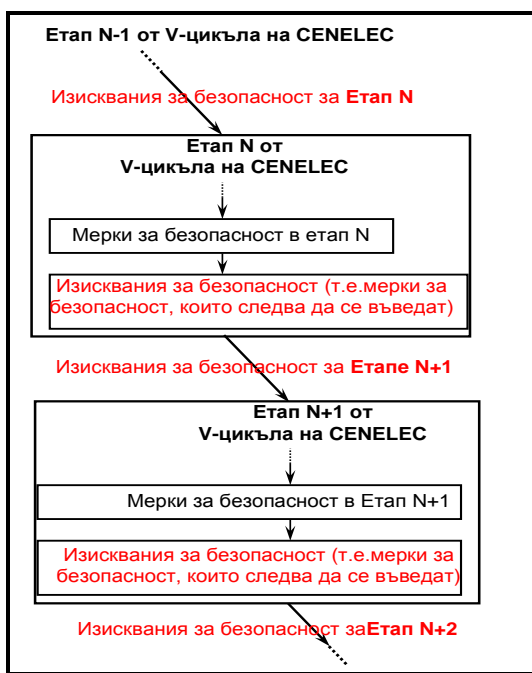 Етап N-1 от V-цикъла на CENELEC
Изисквания за безопасност за Етап N
Етап N от
V-цикъла на CENELEC
Мерки за безопасност в етап N
Изисквания за безопасност (т.е.мерки за
безопасност, които следва да се въведат)
Изисквания за безопасност за Етапе N+1
Етап N+1 от
V-цикъла на CENELEC
Мерки за безопасност в Етап N+1
Изисквания за безопасност (т.е.мерки за
безопасност, които следва да се въведат)
Изисквания за безопасност заЕтап N+2